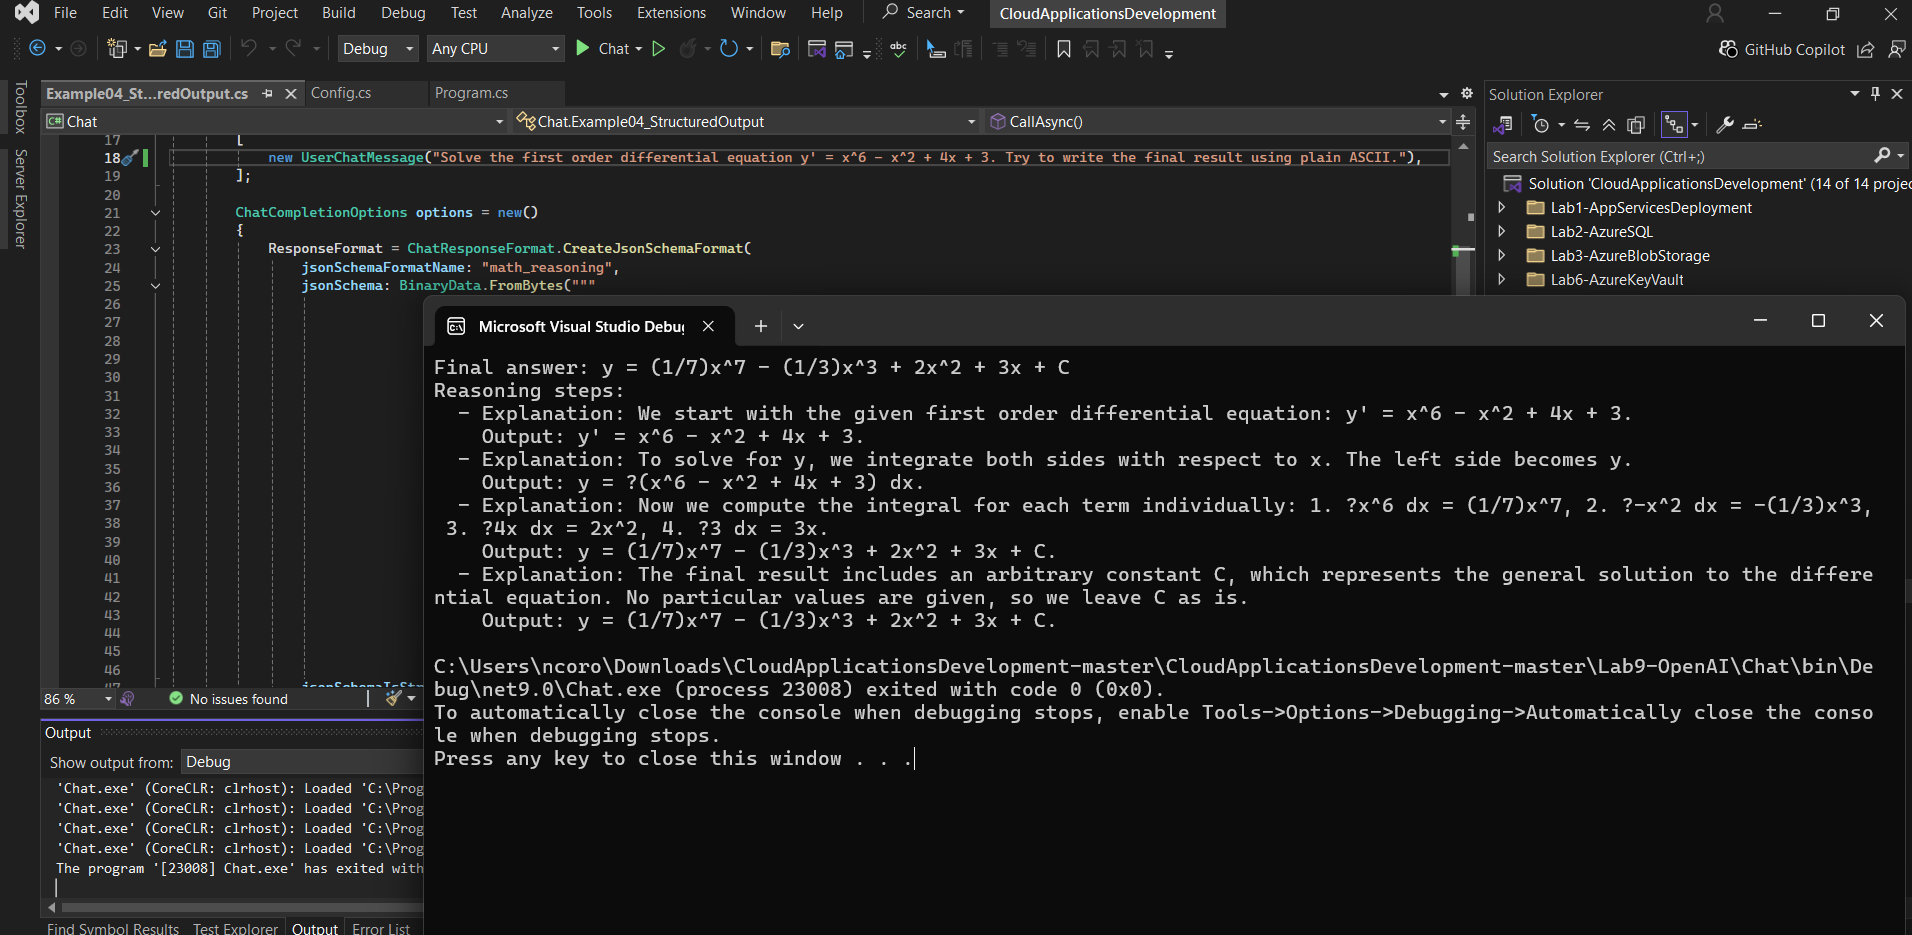 File Edit View Git Project Build Debug Test Analyze Tools Extensions Window Help Search CloudApplicationsDevelopment
Debug Any CPU Chat abc GitHub Copilot
Toolbox
Server Explorer
Example04_St...redOutput.cs Config.cs Program.cs
C# Chat Chat.Example04_StructuredOutput CallAsync()
17 [
18 new UserChatMessage("Solve the first order differential equation y' = x^6 - x^2 + 4x + 3. Try to write the final result using plain ASCII."),
19 ];
20
21 ChatCompletionOptions options = new()
22 {
23 ResponseFormat = ChatResponseFormat.CreateJsonSchemaFormat(
24 jsonSchemaFormatName: "math_reasoning",
25 jsonSchema: BinaryData.FromBytes("""
26
27
28
29
30
31
32
33
34
35
36
37
38
39
40
41
42
43
44
45
46
86 % No issues found
Solution Explorer
Search Solution Explorer (Ctrl+;)
Solution 'CloudApplicationsDevelopment' (14 of 14 projec
Lab1-AppServicesDeployment
Lab2-AzureSQL
Lab3-AzureBlobStorage
Lab6-AzureKeyVault
Microsoft Visual Studio Debu
Final answer: y = (1/7)x^7 - (1/3)x^3 + 2x^2 + 3x + C
Reasoning steps:
- Explanation: We start with the given first order differential equation: y' = x^6 - x^2 + 4x + 3.
Output: y' = x^6 - x^2 + 4x + 3.
- Explanation: To solve for y, we integrate both sides with respect to x. The left side becomes y.
Output: y = ?(x^6 - x^2 + 4x + 3) dx.
- Explanation: Now we compute the integral for each term individually: 1. ?x^6 dx = (1/7)x^7, 2. ?-x^2 dx = -(1/3)x^3,
3. ?4x dx = 2x^2, 4. ?3 dx = 3x.
Output: y = (1/7)x^7 - (1/3)x^3 + 2x^2 + 3x + C.
- Explanation: The final result includes an arbitrary constant C, which represents the general solution to the differe
ntial equation. No particular values are given, so we leave C as is.
Output: y = (1/7)x^7 - (1/3)x^3 + 2x^2 + 3x + C.
C:\Users\ncoro\Downloads\CloudApplicationsDevelopment-master\CloudApplicationsDevelopment-master\Lab9-OpenAI\Chat\bin\De
bug\net9.0\Chat.exe (process 23008) exited with code 0 (0x0).
To automatically close the console when debugging stops, enable Tools->Options->Debugging->Automatically close the conso
le when debugging stops.
Press any key to close this window . . .
Output
Show output from: Debug
'Chat.exe' (CoreCLR: clrhost): Loaded 'C:\Prog
'Chat.exe' (CoreCLR: clrhost): Loaded 'C:\Prog
'Chat.exe' (CoreCLR: clrhost): Loaded 'C:\Prog
'Chat.exe' (CoreCLR: clrhost): Loaded 'C:\Prog
The program '[23008] Chat.exe' has exited with
Find Symbol Results Test Explorer Output Error List